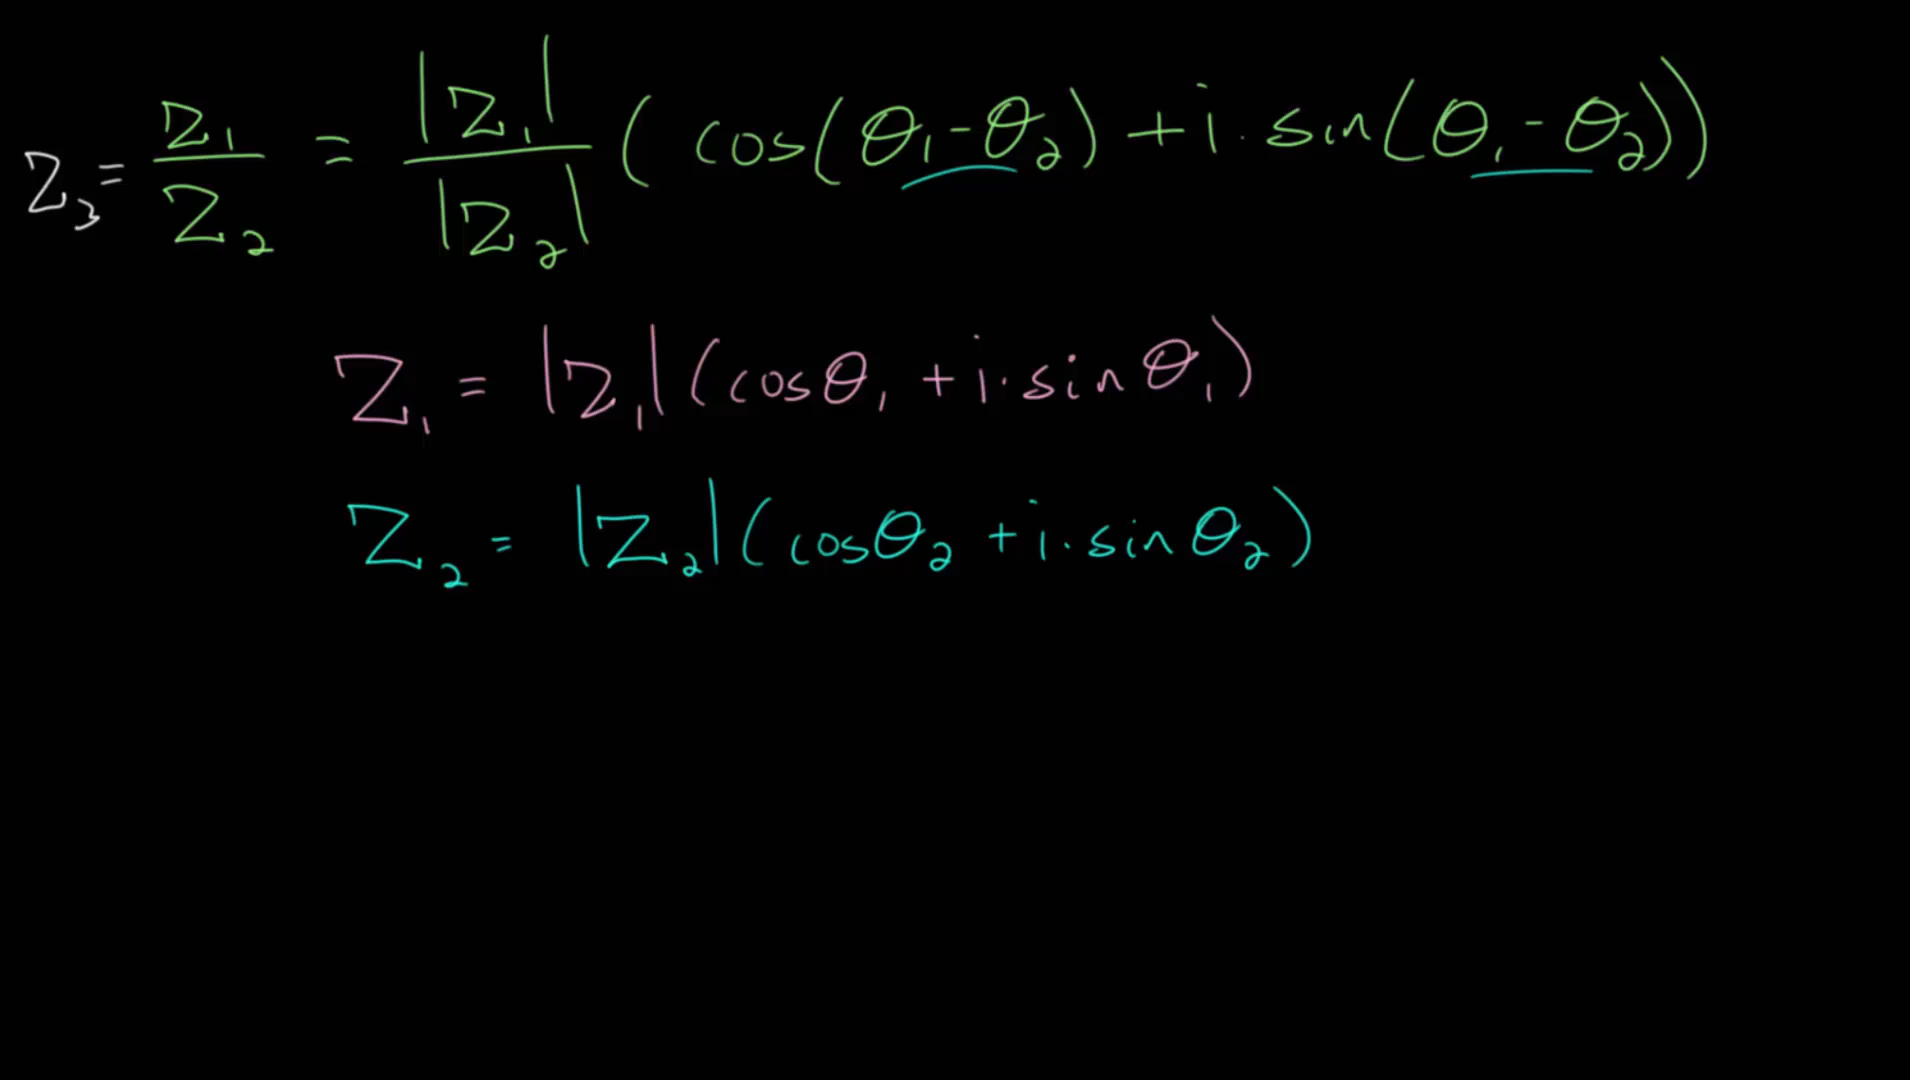 Z₃ = Z₁/Z₂ = |Z₁|/|Z₂| (cos(θ₁-θ₂) + i·sin(θ₁-θ₂))
Z₁ = |Z₁|(cosθ₁ + i·sinθ₁)
Z₂ = |Z₂|(cosθ₂ + i·sinθ₂)